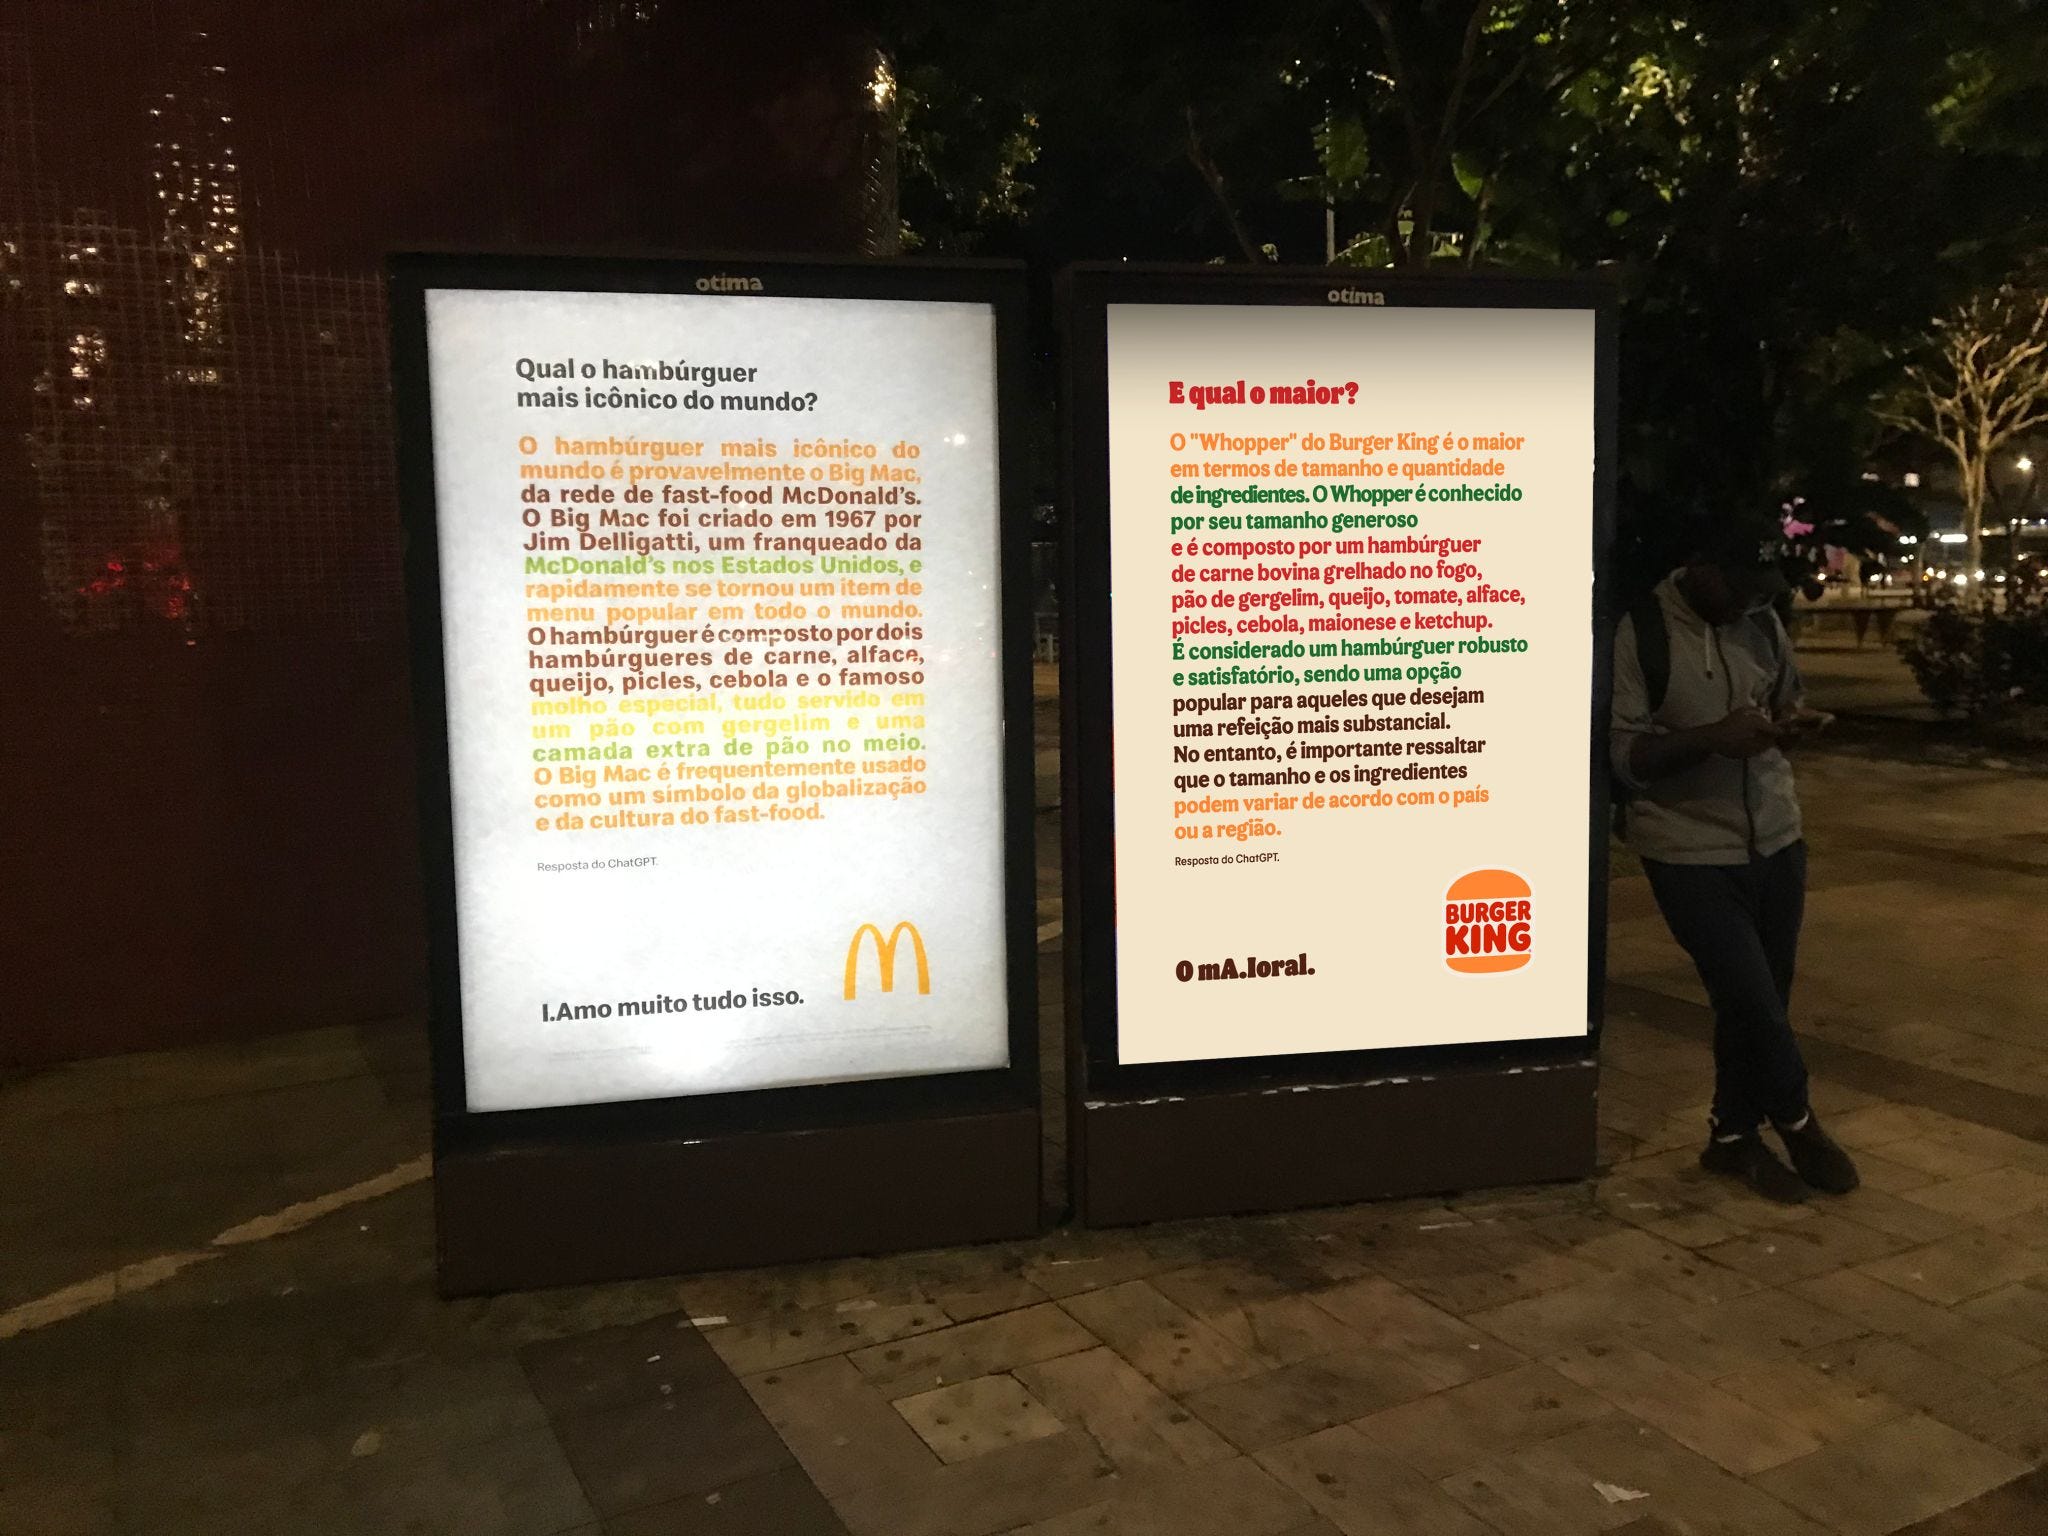 otima
Qual o hambúrguer
mais icônico do mundo?
O hambúrguer mais icônico do
mundo é provavelmente o Big Mac,
da rede de fast-food McDonald's.
O Big Mac foi criado em 1967 por
Jim Delligatti, um franqueado da
McDonald's nos Estados Unidos, e
rapidamente se tornou um item de
menu popular em todo o mundo.
O hambúrguer é composto por dois
hambúrgueres de carne, alface,
queijo, picles, cebola e o famoso
molho especial, tudo servido em
um pão com gergelim e uma
camada extra de pão no meio.
O Big Mac é frequentemente usado
como um símbolo da globalização
e da cultura do fast-food.
Resposta do ChatGPT.
I.Amo muito tudo isso.
otima
E qual o maior?
O "Whopper" do Burger King é o maior
em termos de tamanho e quantidade
de ingredientes. O Whopper é conhecido
por seu tamanho generoso
e é composto por um hambúrguer
de carne bovina grelhado no fogo,
pão de gergelim, queijo, tomate, alface,
picles, cebola, maionese e ketchup.
É considerado um hambúrguer robusto
e satisfatório, sendo uma opção
popular para aqueles que desejam
uma refeição mais substancial.
No entanto, é importante ressaltar
que o tamanho e os ingredientes
podem variar de acordo com o país
ou a região.
Resposta do ChatGPT.
BURGER
KING
O mA.Ioral.